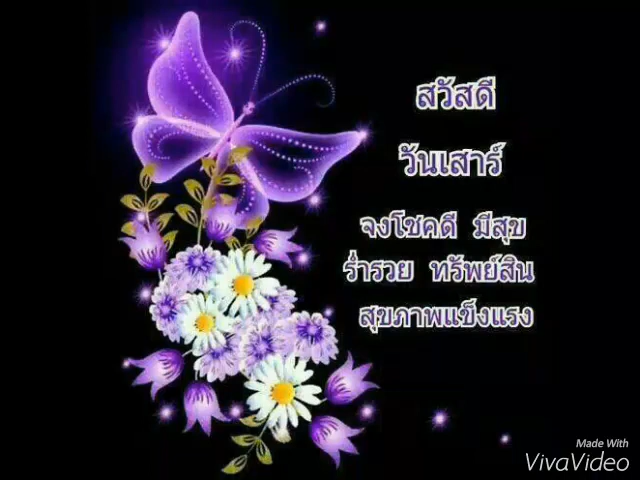 สวัสดี
วันเสาร์
จงโชคดี มีสุข
ร่ำรวย ทรัพย์สิน
สุขภาพแข็งแรง
Made With
VivaVideo